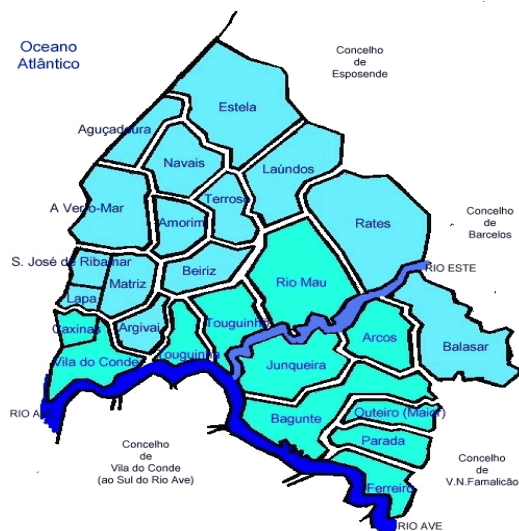 Oceano
Atlântico
Concelho
de
Esposende
Estela
Aguçadoura
Navais
Laúndos
Terroso
Rates
A Ver-o-Mar
Amorim
Concelho
de
Barcelos
S. José de Ribamar
Beiriz
Rio Mau
RIO ESTE
Matriz
Lapa
Caxinas
Argivai
Touguinhó
Arcos
Vila do Conde
Touguinha
Junqueira
Balasar
RIO AVE
Bagunte
Outeiro (Maior)
Parada
Concelho
de
Vila do Conde
(ao Sul do Rio Ave)
Concelho
de
V.N.Famalicão
Ferreiro
RIO AVE